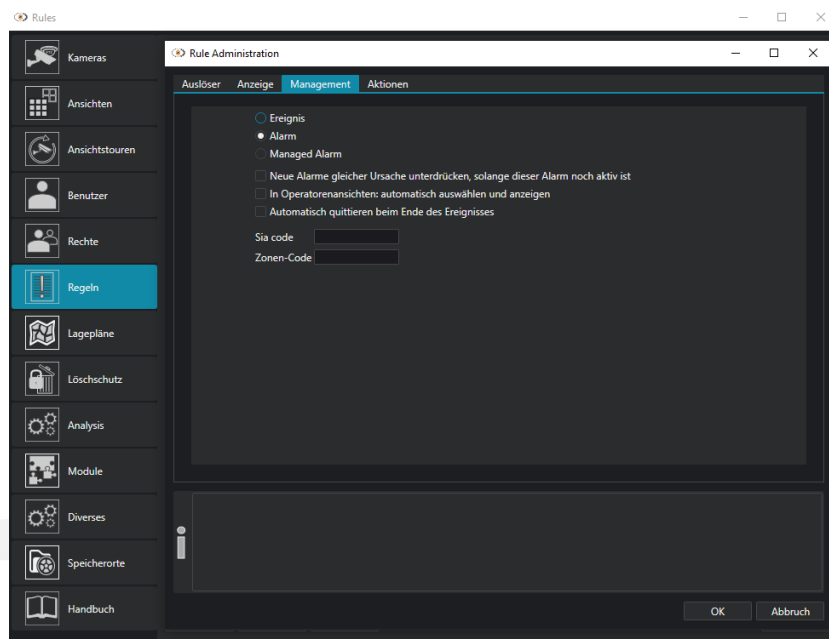 Rules
Kameras
Ansichten
Ansichtstouren
Benutzer
Rechte
Regeln
Lagepläne
Löschschutz
Analysis
Module
Diverses
Speicherorte
Handbuch
Rule Administration
Auslöser Anzeige Management Aktionen
Ereignis
Alarm
Managed Alarm
Neue Alarme gleicher Ursache unterdrücken, solange dieser Alarm noch aktiv ist
In Operatorenansichten: automatisch auswählen und anzeigen
Automatisch quittieren beim Ende des Ereignisses
Sia code
Zonen-Code
OK Abbruch